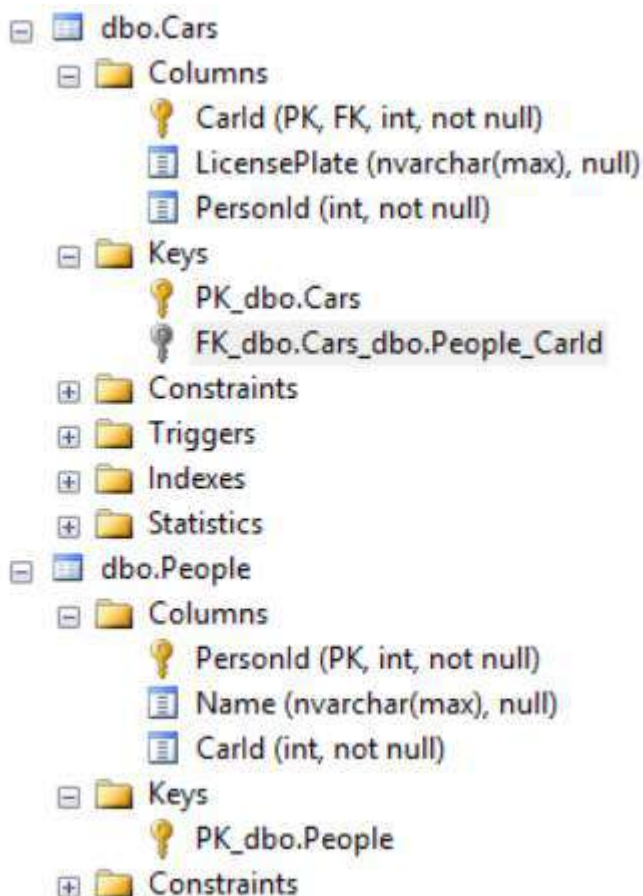 dbo.Cars
Columns
CarId (PK, FK, int, not null)
LicensePlate (nvarchar(max), null)
PersonId (int, not null)
Keys
PK_dbo.Cars
FK_dbo.Cars_dbo.People_CarId
Constraints
Triggers
Indexes
Statistics
dbo.People
Columns
PersonId (PK, int, not null)
Name (nvarchar(max), null)
CarId (int, not null)
Keys
PK_dbo.People
Constraints